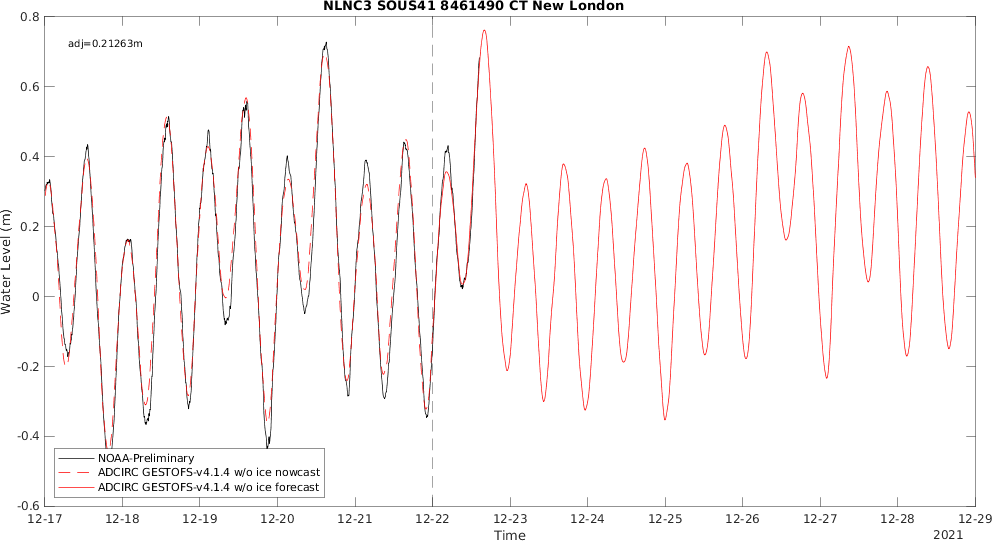 NLNC3 SOUS41 8461490 CT New London
adj=0.21263m
Water Level (m)
0.8
0.6
0.4
0.2
0
-0.2
-0.4
-0.6
NOAA-Preliminary
ADCIRC GESTOFS-v4.1.4 w/o ice nowcast
ADCIRC GESTOFS-v4.1.4 w/o ice forecast
12-17 12-18 12-19 12-20 12-21 12-22 12-23 12-24 12-25 12-26 12-27 12-28 12-29
Time
2021